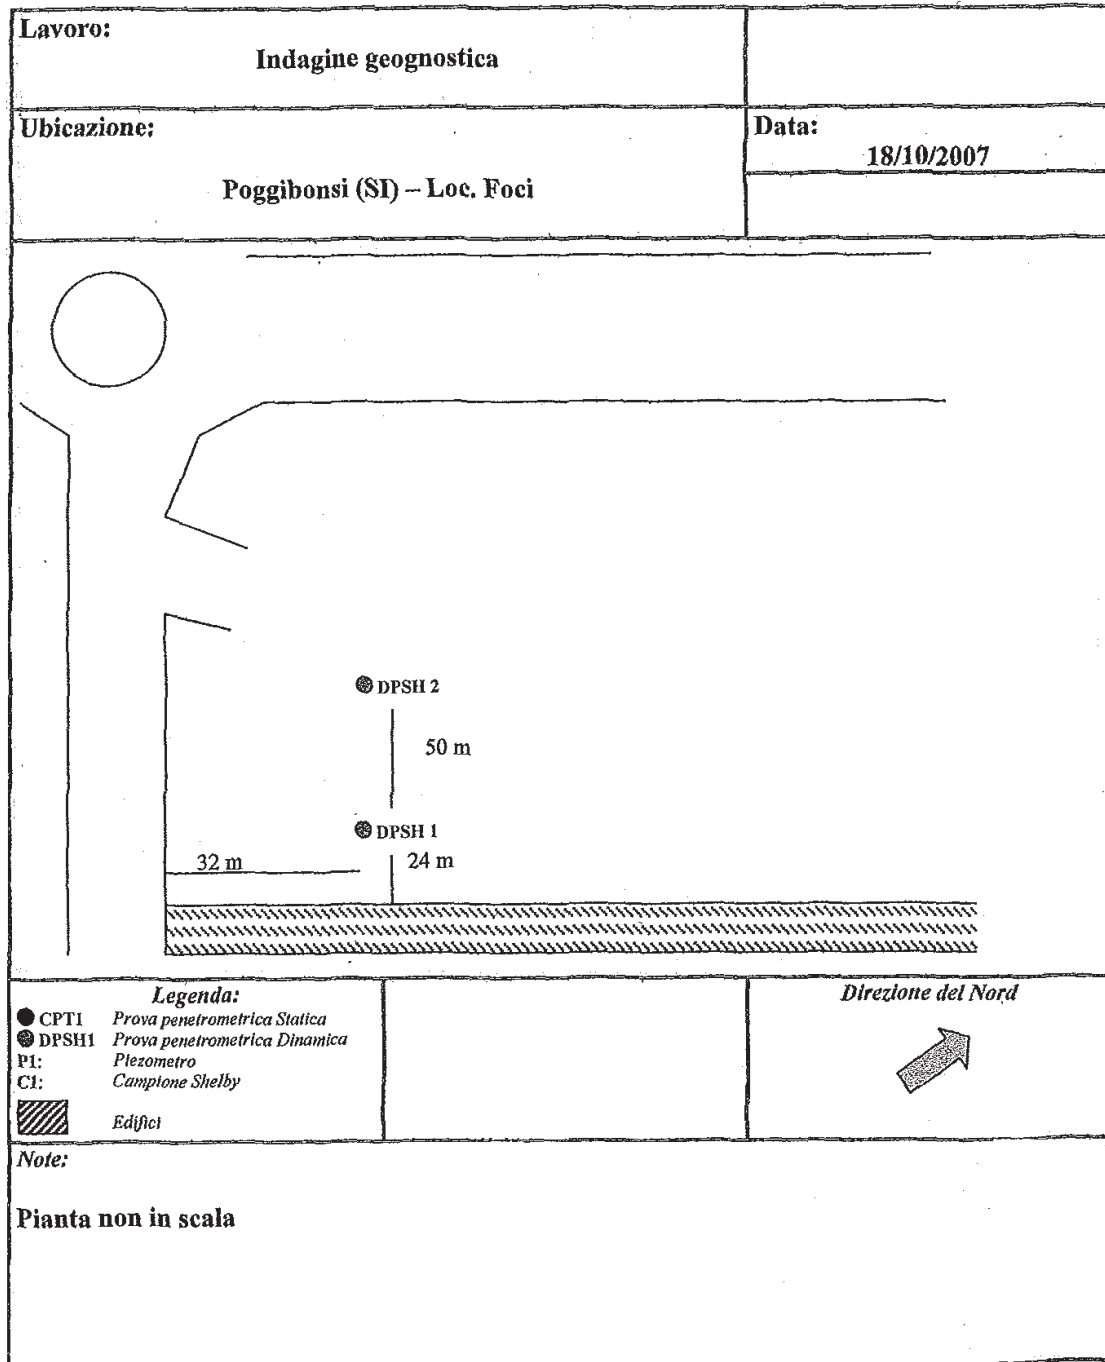 Lavoro:
Indagine geognostica
Ubicazione:
Data:
18/10/2007
Poggibonsi (SI) – Loc. Foci
DPSH 2
50 m
DPSH 1
32 m
24 m
Legenda:
CPT1 Prova penetrometrica Statica
DPSH1 Prova penetrometrica Dinamica
P1: Piezometro
C1: Campione Shelby
Edifici
Direzione del Nord
Note:
Pianta non in scala